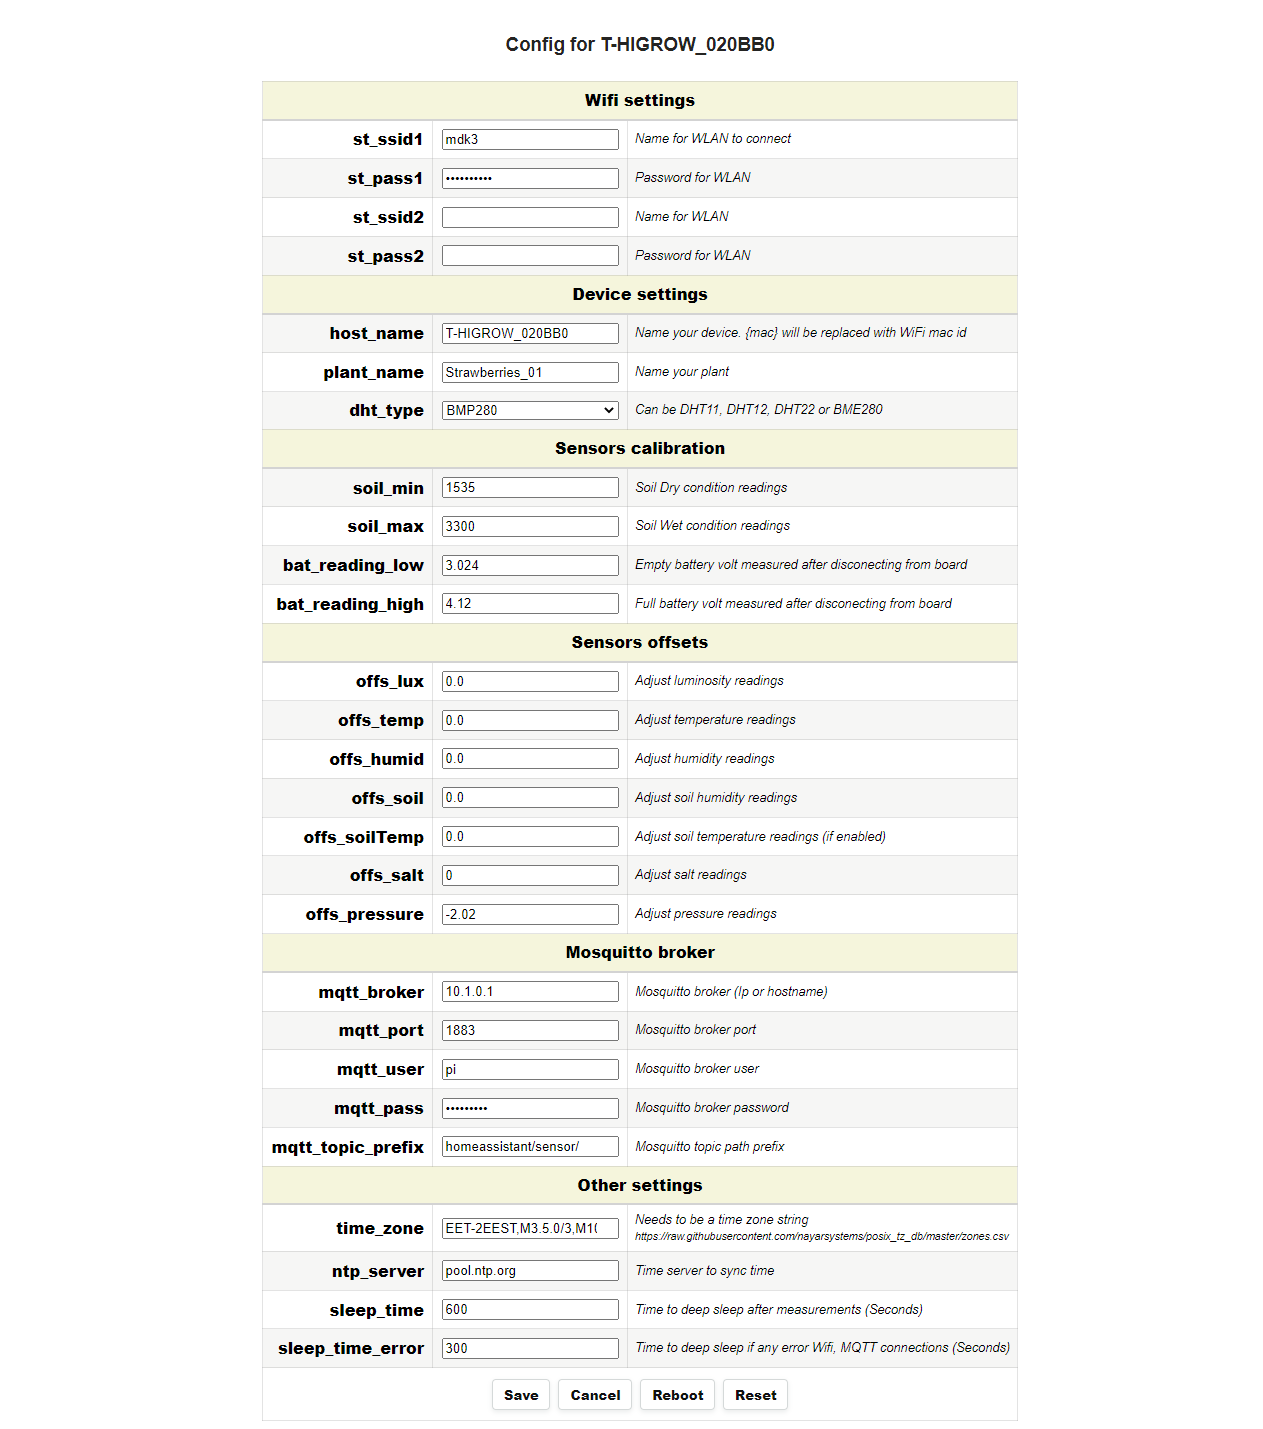 Config for T-HIGROW_020BB0
Wifi settings
st_ssid1 mdk3 Name for WLAN to connect
st_pass1 •••••••••• Password for WLAN
st_ssid2 Name for WLAN
st_pass2 Password for WLAN
Device settings
host_name T-HIGROW_020BB0 Name your device. {mac} will be replaced with WiFi mac id
plant_name Strawberries_01 Name your plant
dht_type BMP280 Can be DHT11, DHT12, DHT22 or BME280
Sensors calibration
soil_min 1535 Soil Dry condition readings
soil_max 3300 Soil Wet condition readings
bat_reading_low 3.024 Empty battery volt measured after disconecting from board
bat_reading_high 4.12 Full battery volt measured after disconecting from board
Sensors offsets
offs_lux 0.0 Adjust luminosity readings
offs_temp 0.0 Adjust temperature readings
offs_humid 0.0 Adjust humidity readings
offs_soil 0.0 Adjust soil humidity readings
offs_soilTemp 0.0 Adjust soil temperature readings (if enabled)
offs_salt 0 Adjust salt readings
offs_pressure -2.02 Adjust pressure readings
Mosquitto broker
mqtt_broker 10.1.0.1 Mosquitto broker (Ip or hostname)
mqtt_port 1883 Mosquitto broker port
mqtt_user pi Mosquitto broker user
mqtt_pass ••••••••• Mosquitto broker password
mqtt_topic_prefix homeassistant/sensor/ Mosquitto topic path prefix
Other settings
time_zone EET-2EEST,M3.5.0/3,M10 Needs to be a time zone string
https://raw.githubusercontent.com/nayarsystems/posix_tz_db/master/zones.csv
ntp_server pool.ntp.org Time server to sync time
sleep_time 600 Time to deep sleep after measurements (Seconds)
sleep_time_error 300 Time to deep sleep if any error Wifi, MQTT connections (Seconds)
Save Cancel Reboot Reset